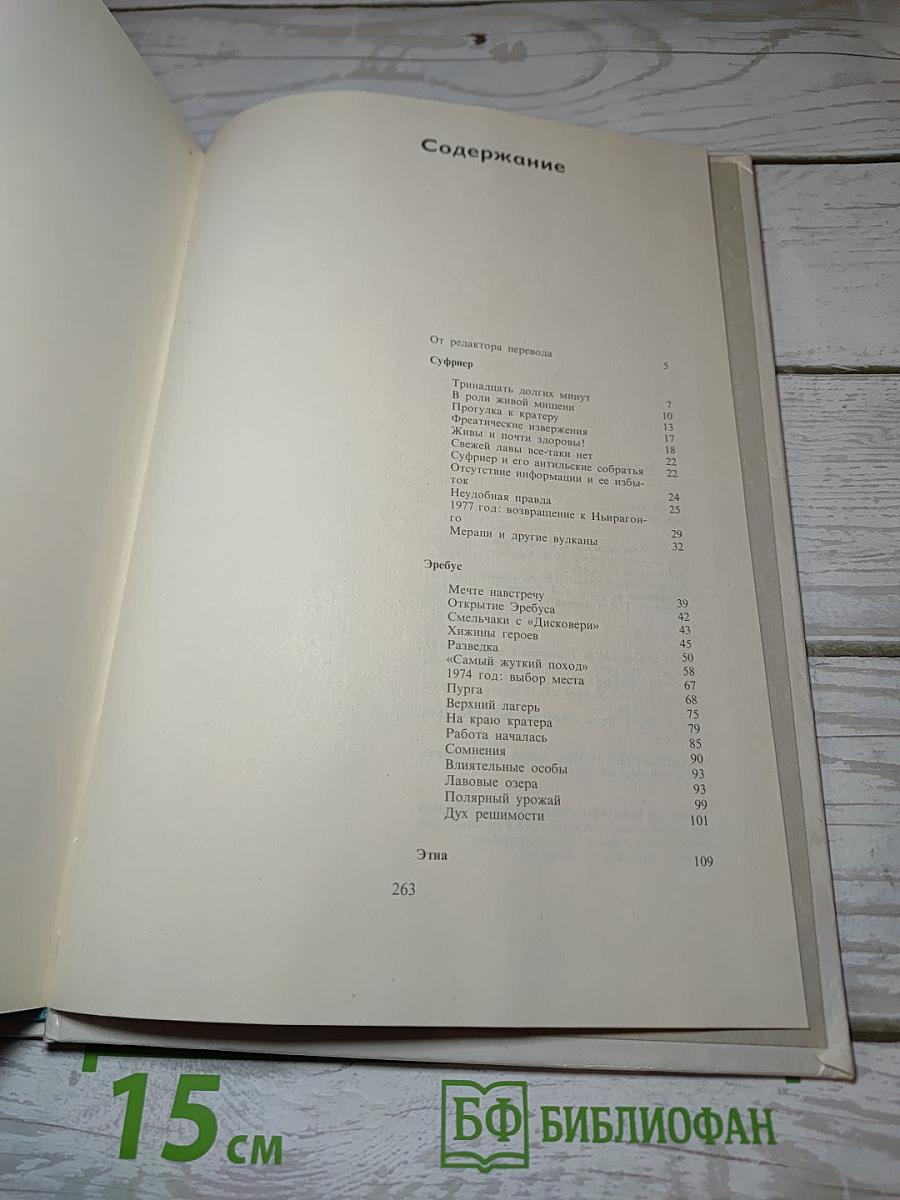 Содержание
От редактора перевода 5
Суфриер
Тринадцать долгих минут 7
В роли живой мишени 10
Прогулка к кратеру 13
Фреатические извержения 17
Живы и почти здоровы! 18
Свежей лавы все-таки нет 22
Суфриер и его антильские собратья 22
Отсутствие информации и ее избы-
ток 24
Неудобная правда 25
1977 год: возвращение к Ньирагон-
го 29
Мерапи и другие вулканы 32
Эребус
Мечте навстречу 39
Открытие Эребуса 42
Смельчаки с «Дисковери» 43
Хижины героев 45
Разведка 50
«Самый жуткий поход» 58
1974 год: выбор места 67
Пурга 68
Верхний лагерь 75
На краю кратера 79
Работа началась 85
Сомнения 90
Влиятельные особы 93
Лавовые озера 93
Полярный урожай 99
Дух решимости 101
Этна 109
263
15 см
БФ БИБЛИОФАН